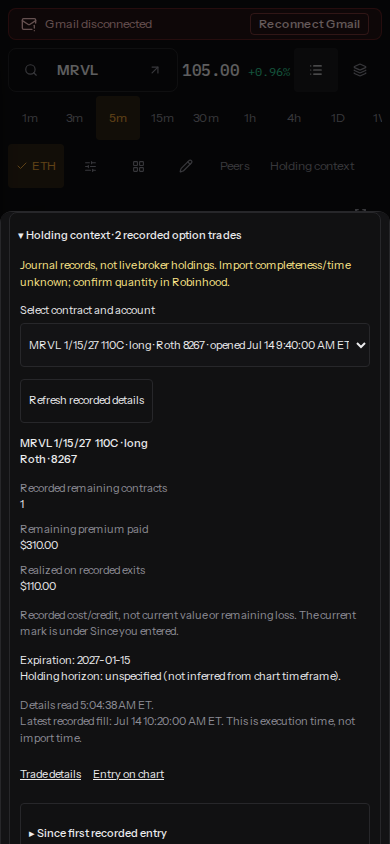 Gmail disconnected
Reconnect Gmail
MRVL
105.00 +0.96%
1m 3m 5m 15m 30m 1h 4h 1D
ETH
Peers Holding context
▾ Holding context · 2 recorded option trades
Journal records, not live broker holdings. Import completeness/time
unknown; confirm quantity in Robinhood.
Select contract and account
MRVL 1/15/27 110C · long · Roth 8267 · opened Jul 14 9:40:00 AM ET
Refresh recorded details
MRVL 1/15/27 110C · long
Roth · 8267
Recorded remaining contracts
1
Remaining premium paid
$310.00
Realized on recorded exits
$110.00
Recorded cost/credit, not current value or remaining loss. The current
mark is under Since you entered.
Expiration: 2027-01-15
Holding horizon: unspecified (not inferred from chart timeframe).
Details read 5:04:38 AM ET.
Latest recorded fill: Jul 14 10:20:00 AM ET. This is execution time, not
import time.
Trade details Entry on chart
▸ Since first recorded entry